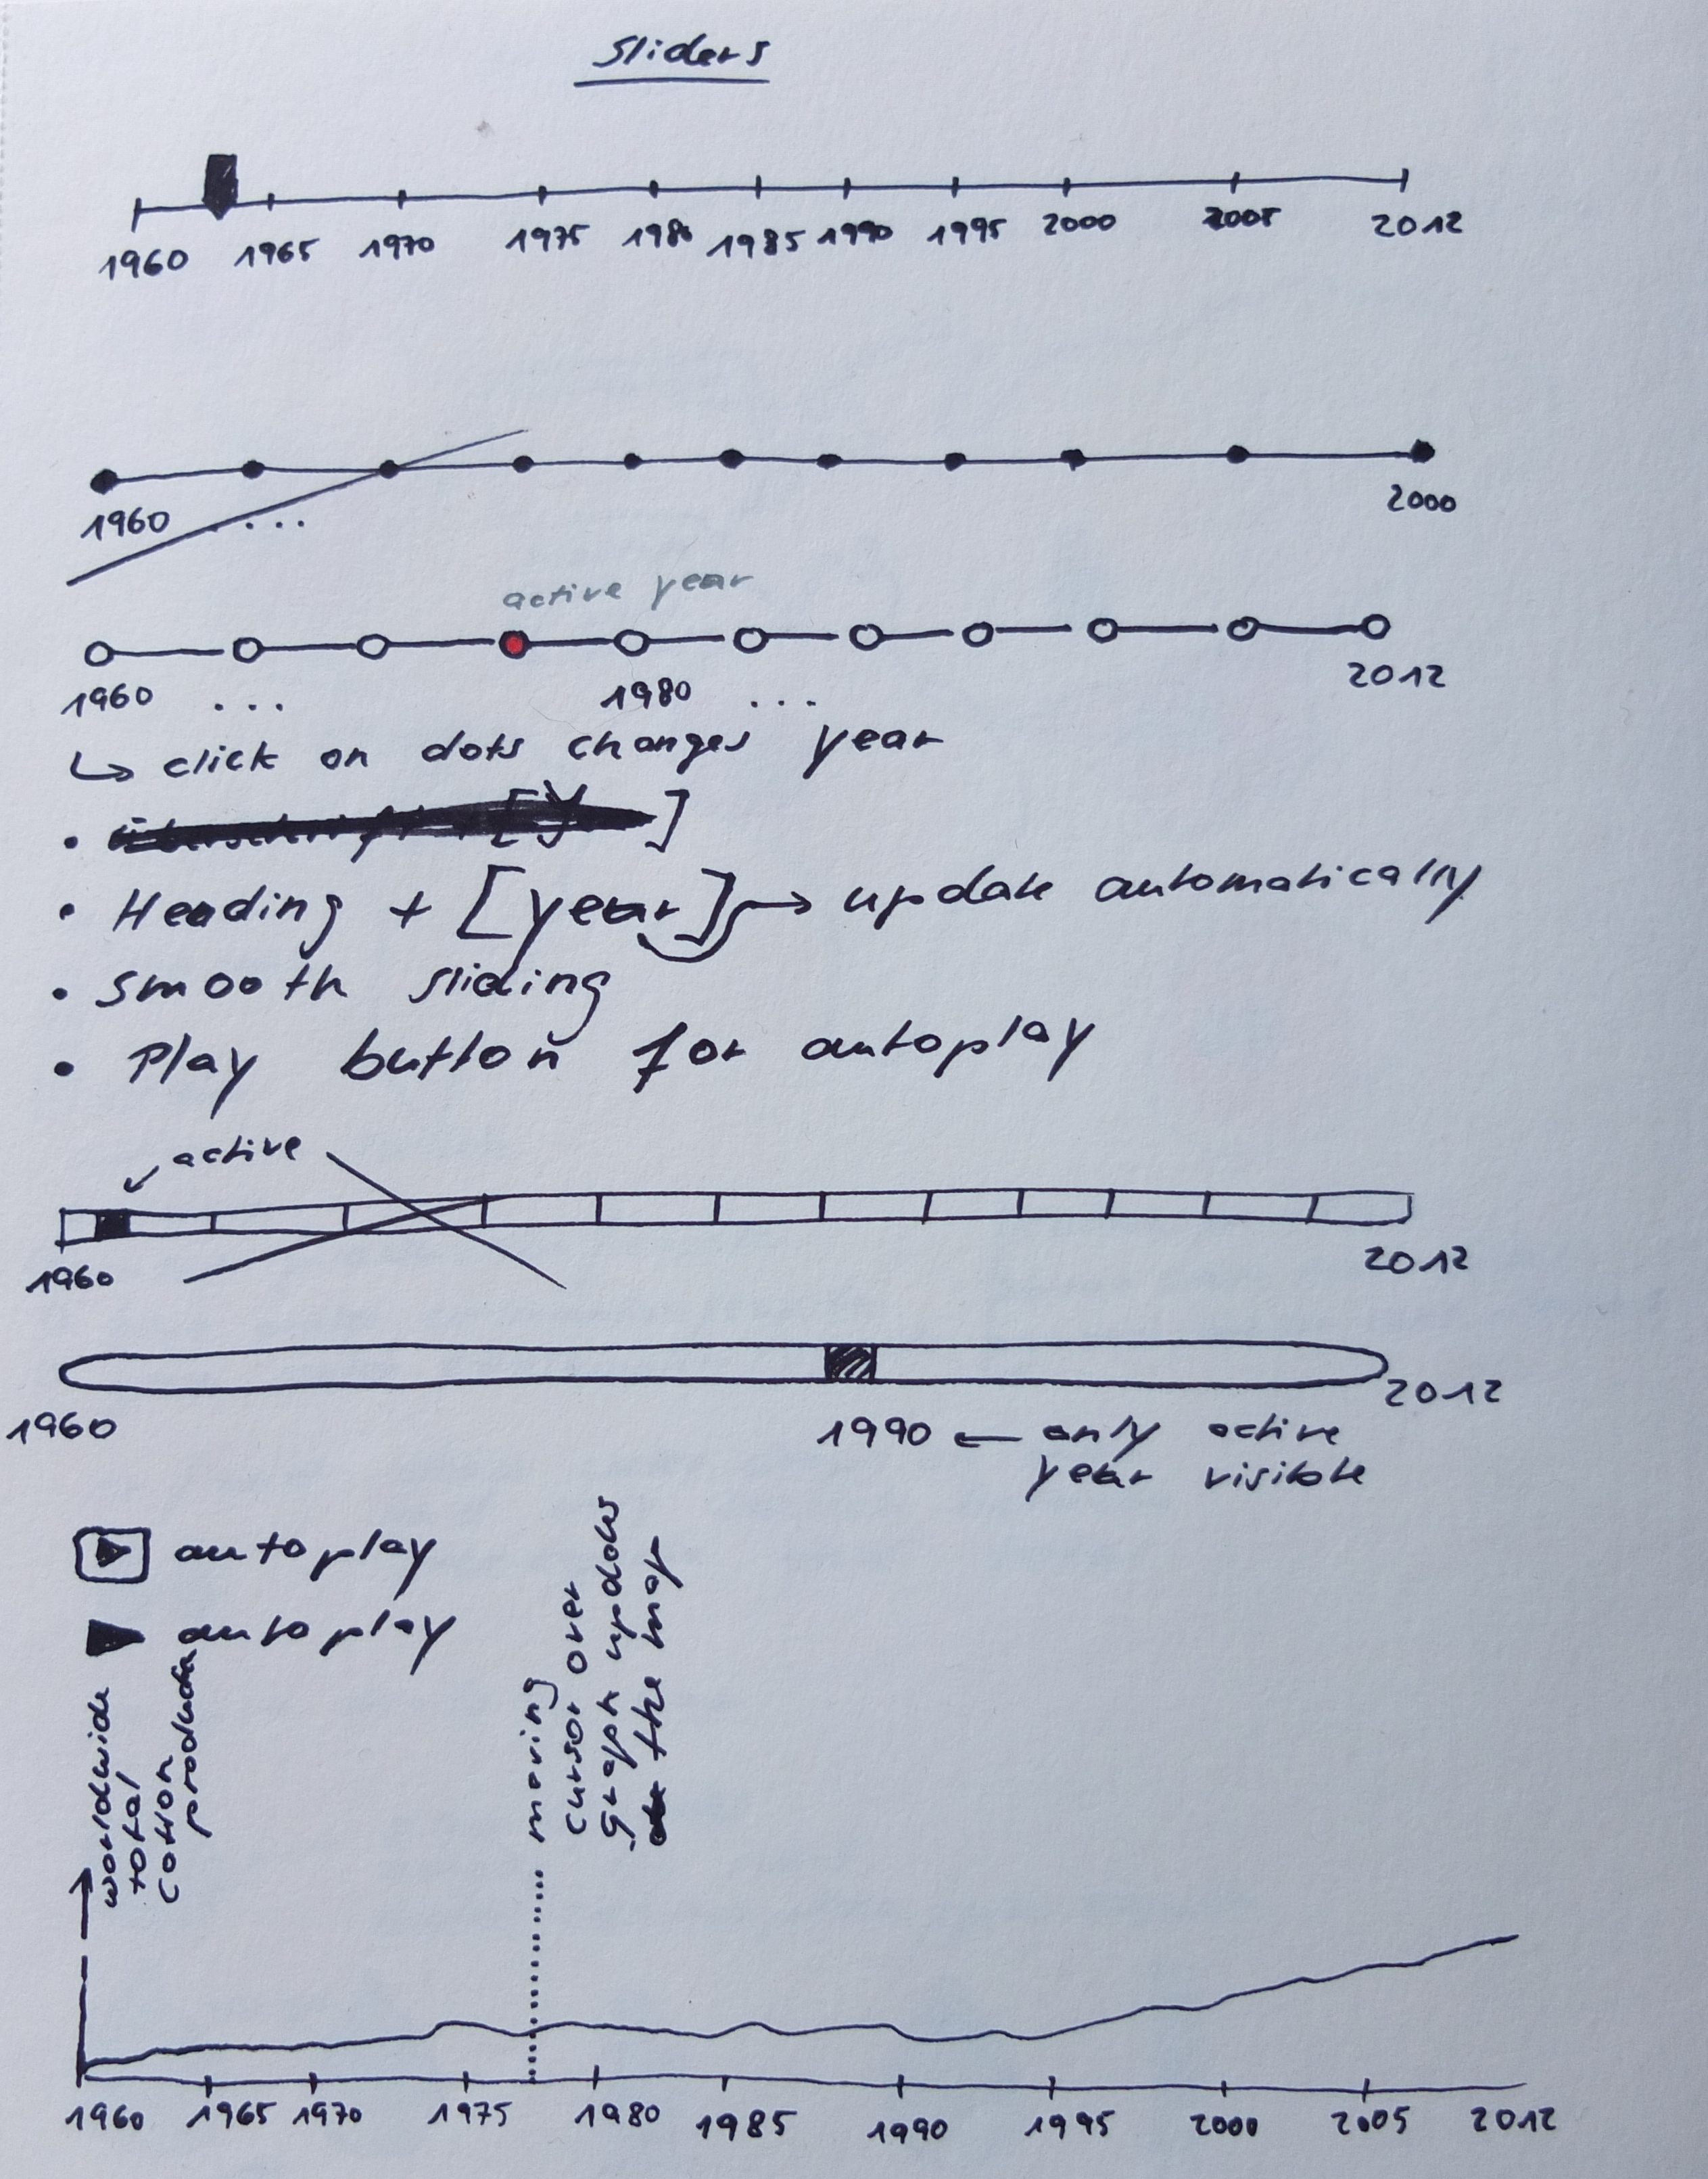 Sliders
1960 1965 1970 1975 1980 1985 1990 1995 2000 2005 2012
1960 .... 2000
active year
1960 ... 1980 ... 2012
↳ click on dots changes year
• Heading + [year] → update automatically
• smooth sliding
• Play button for autoplay
active
1960 2012
1960 1990 ← only active 2012
year visible
autoplay
autoplay
worldwide
total
cotton
production
moving
cursor over
graph updates
the map
1960 1965 1970 1975 1980 1985 1990 1995 2000 2005 2012